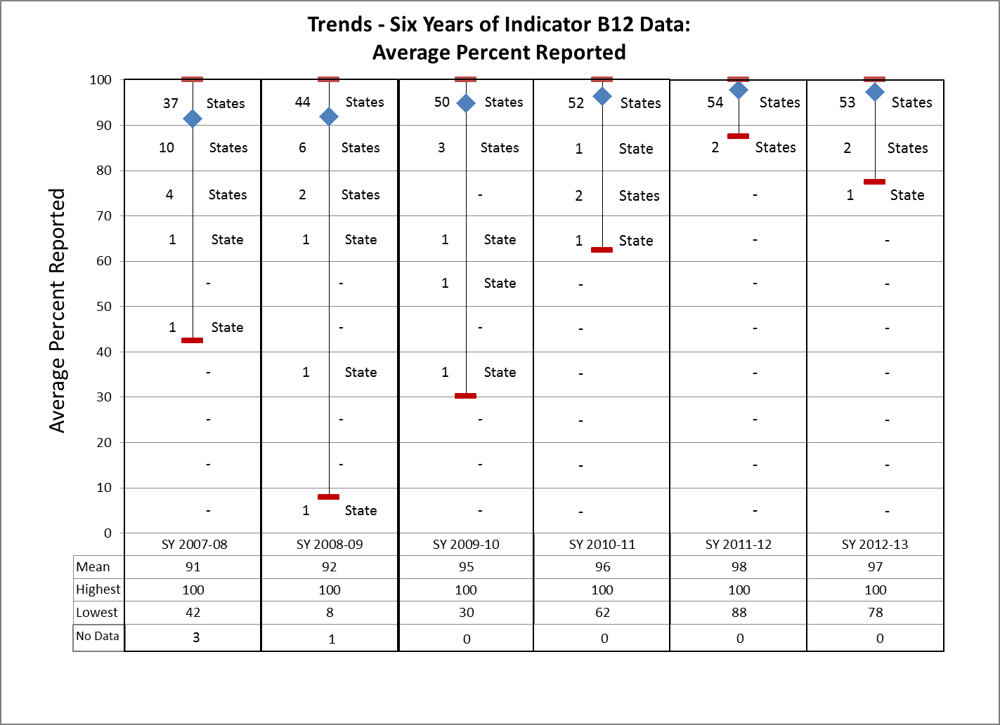 Trends - Six Years of Indicator B12 Data:
Average Percent Reported
Average Percent Reported
100
37 States 44 States 50 States 52 States 54 States 53 States
90
10 States 6 States 3 States 1 State 2 States 2 States
80
4 States 2 States - 2 States - 1 State
70
1 State 1 State 1 State 1 State - -
60
- - 1 State - - -
50
1 State - - - - -
40
- 1 State 1 State - - -
30
- - - - - -
20
- - - - - -
10
- 1 State - - - -
0
SY 2007-08 SY 2008-09 SY 2009-10 SY 2010-11 SY 2011-12 SY 2012-13
Mean 91 92 95 96 98 97
Highest 100 100 100 100 100 100
Lowest 42 8 30 62 88 78
No Data 3 1 0 0 0 0